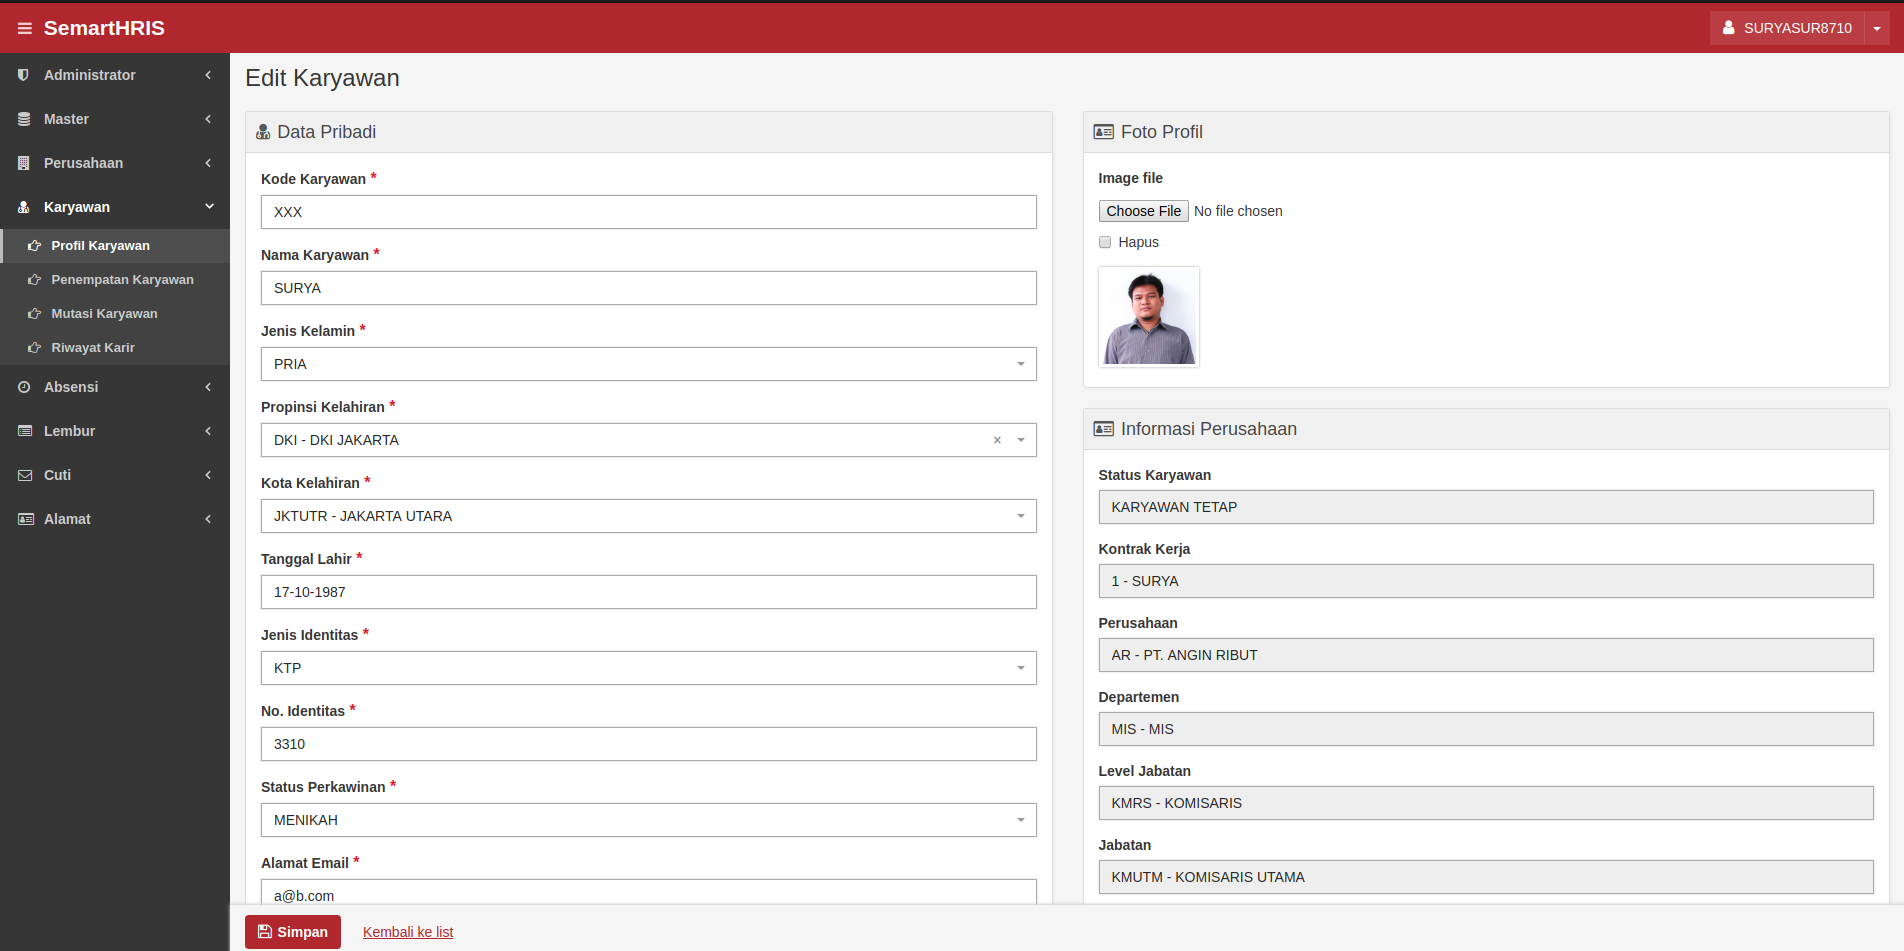 SemartHRIS
SURYASUR8710
Administrator
Master
Perusahaan
Karyawan
Profil Karyawan
Penempatan Karyawan
Mutasi Karyawan
Riwayat Karir
Absensi
Lembur
Cuti
Alamat
Edit Karyawan
Data Pribadi
Kode Karyawan *
XXX
Nama Karyawan *
SURYA
Jenis Kelamin *
PRIA
Propinsi Kelahiran *
DKI - DKI JAKARTA ×
Kota Kelahiran *
JKTUTR - JAKARTA UTARA
Tanggal Lahir *
17-10-1987
Jenis Identitas *
KTP
No. Identitas *
3310
Status Perkawinan *
MENIKAH
Alamat Email *
a@b.com
Foto Profil
Image file
Choose File No file chosen
Hapus
Informasi Perusahaan
Status Karyawan
KARYAWAN TETAP
Kontrak Kerja
1 - SURYA
Perusahaan
AR - PT. ANGIN RIBUT
Departemen
MIS - MIS
Level Jabatan
KMRS - KOMISARIS
Jabatan
KMUTM - KOMISARIS UTAMA
Simpan
Kembali ke list